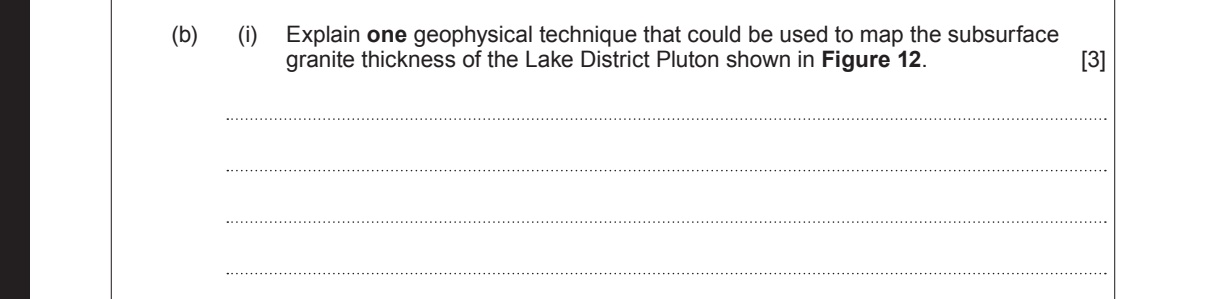 (b) (i) Explain one geophysical technique that could be used to map the subsurface
granite thickness of the Lake District Pluton shown in Figure 12. [3]